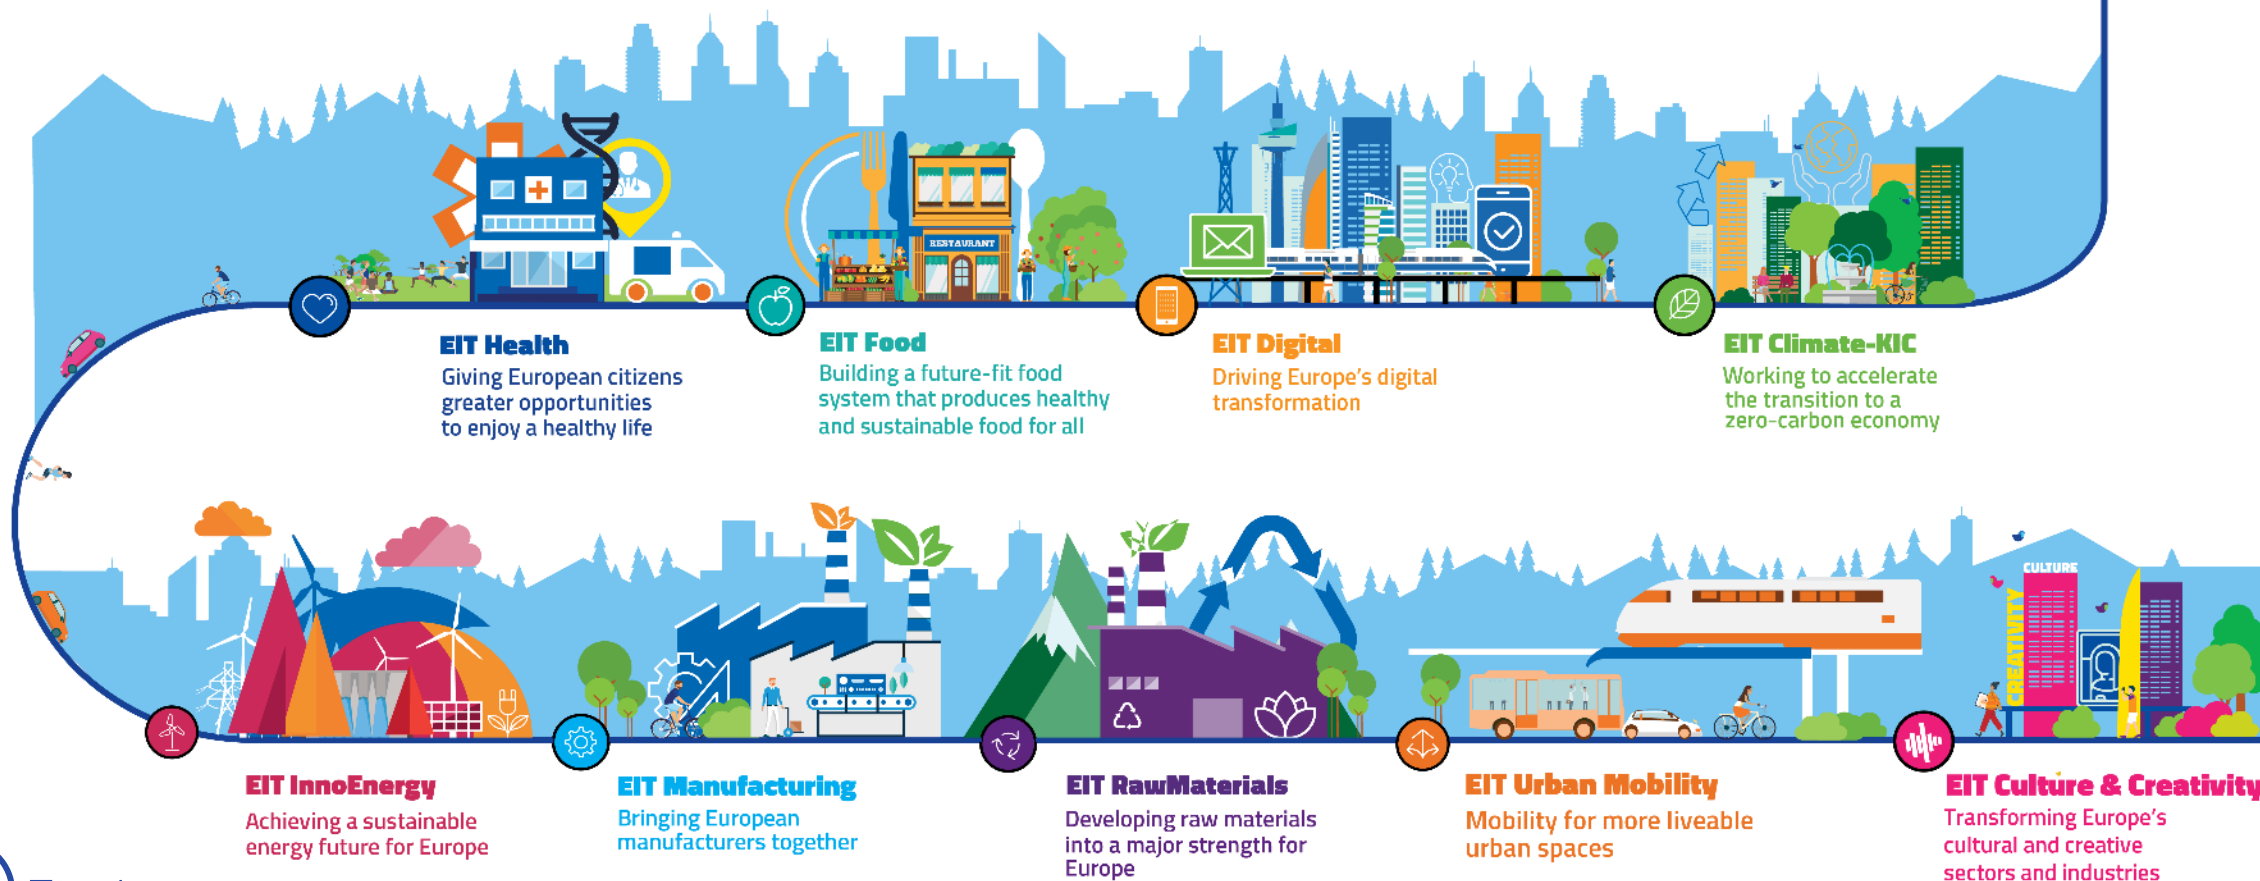 RESTAURANT
EIT Health
Giving European citizens
greater opportunities
to enjoy a healthy life
EIT Food
Building a future-fit food
system that produces healthy
and sustainable food for all
EIT Digital
Driving Europe's digital
transformation
EIT Climate-KIC
Working to accelerate
the transition to a
zero-carbon economy
CULTURE
CREATIVITY
EIT InnoEnergy
Achieving a sustainable
energy future for Europe
EIT Manufacturing
Bringing European
manufacturers together
EIT RawMaterials
Developing raw materials
into a major strength for
Europe
EIT Urban Mobility
Mobility for more liveable
urban spaces
EIT Culture & Creativity
Transforming Europe's
cultural and creative
sectors and industries